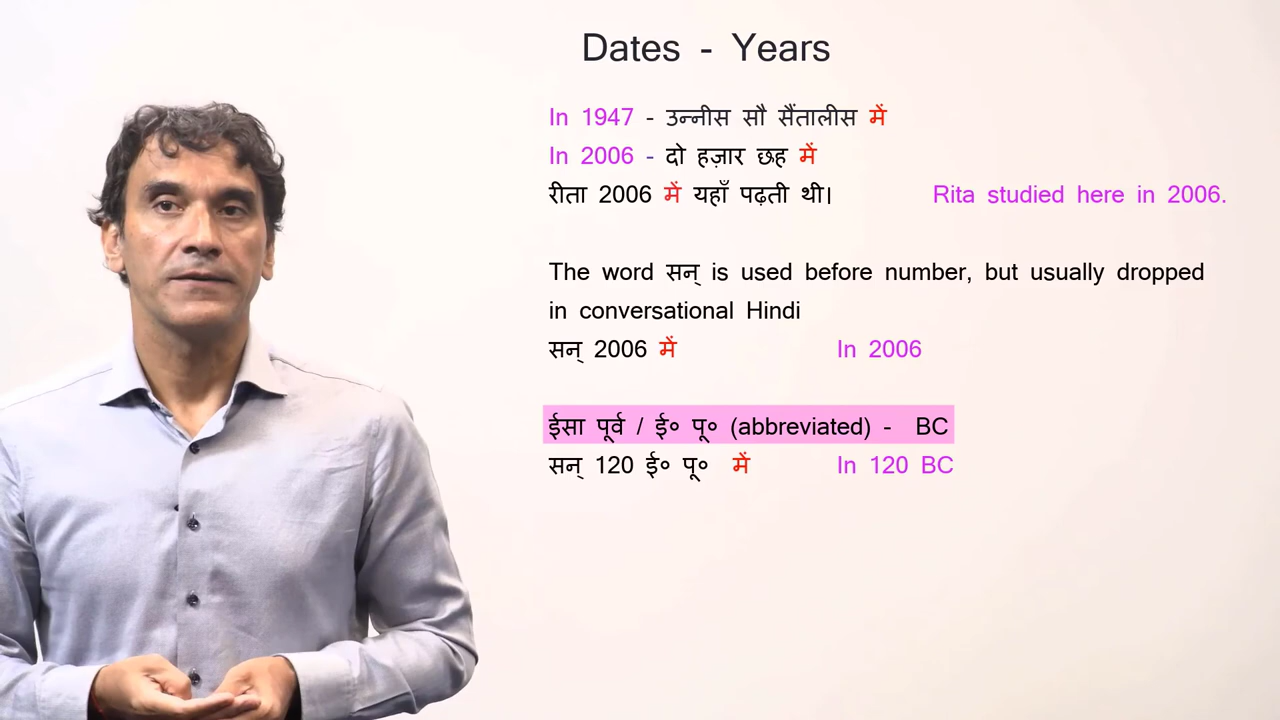 Dates - Years
In 1947 - उन्नीस सौ सैंतालीस में
In 2006 - दो हज़ार छह में
रीता 2006 में यहाँ पढ़ती थी। Rita studied here in 2006.
The word सन् is used before number, but usually dropped
in conversational Hindi
सन् 2006 में In 2006
ईसा पूर्व / ई० पू० (abbreviated) - BC
सन् 120 ई० पू० में In 120 BC